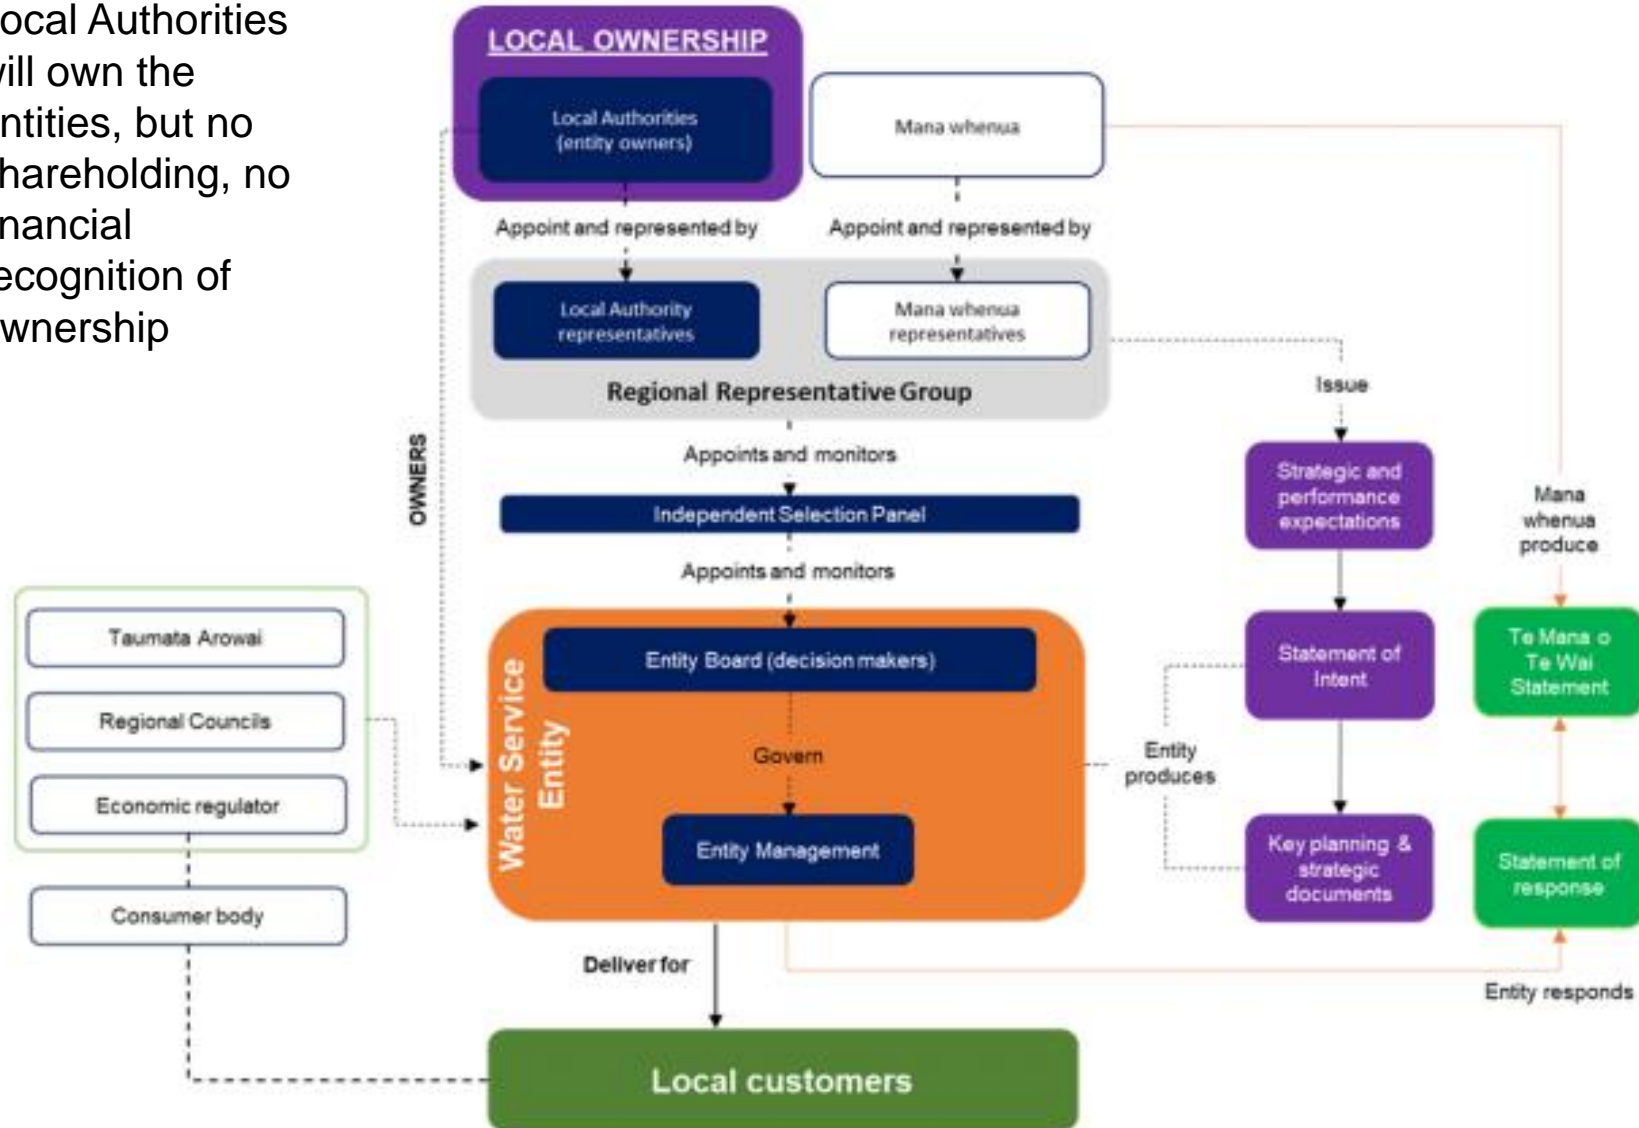 ocal Authorities
ill own the
ntities, but no
hareholding, no
nancial
ecognition of
wnership
LOCAL OWNERSHIP
Local Authorities
(entity owners)
Mana whenua
Appoint and represented by
Appoint and represented by
Local Authority
representatives
Mana whenua
representatives
Regional Representative Group
Issue
OWNERS
Appoints and monitors
Independent Selection Panel
Appoints and monitors
Strategic and
performance
expectations
Mana
whenua
produce
Taumata Arowai
Regional Councils
Economic regulator
Consumer body
Water Service
Entity
Entity Board (decision makers)
Govern
Entity Management
Entity
produces
Statement of
Intent
Key planning &
strategic
documents
Te Mana o
Te Wai
Statement
Statement of
response
Deliver for
Entity responds
Local customers